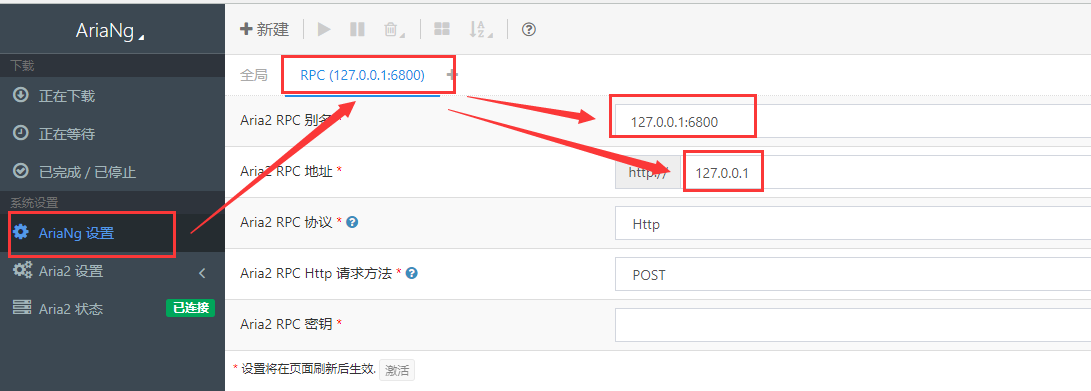 AriaNg
新建
下载
全局
RPC (127.0.0.1:6800)
正在下载
Aria2 RPC 别名 *
127.0.0.1:6800
正在等待
已完成 / 已停止
Aria2 RPC 地址 *
http://
127.0.0.1
系统设置
AriaNg 设置
Aria2 RPC 协议 *
Http
Aria2 设置
Aria2 RPC Http 请求方法 *
POST
Aria2 状态
已连接
Aria2 RPC 密钥 *
* 设置将在页面刷新后生效.
激活